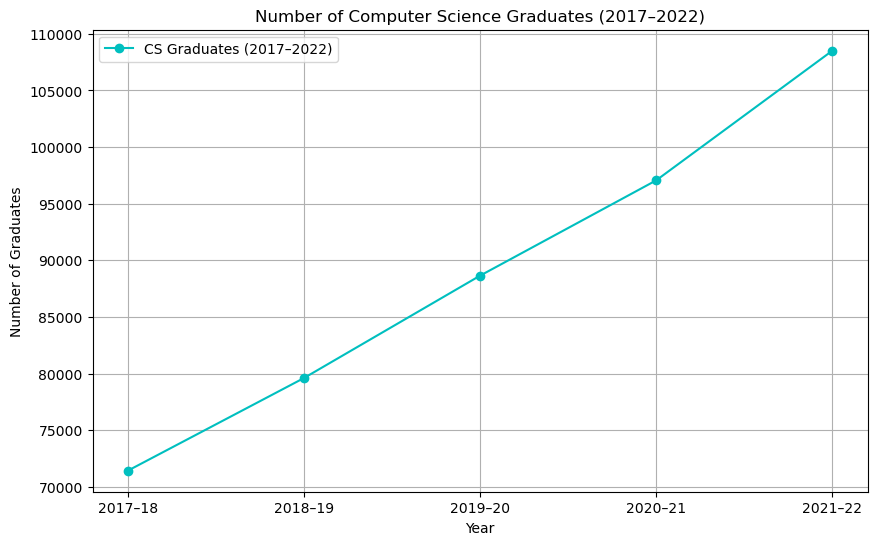 Number of Computer Science Graduates (2017–2022)
CS Graduates (2017–2022)
Number of Graduates
110000
105000
100000
95000
90000
85000
80000
75000
70000
2017–18 2018–19 2019–20 2020–21 2021–22
Year